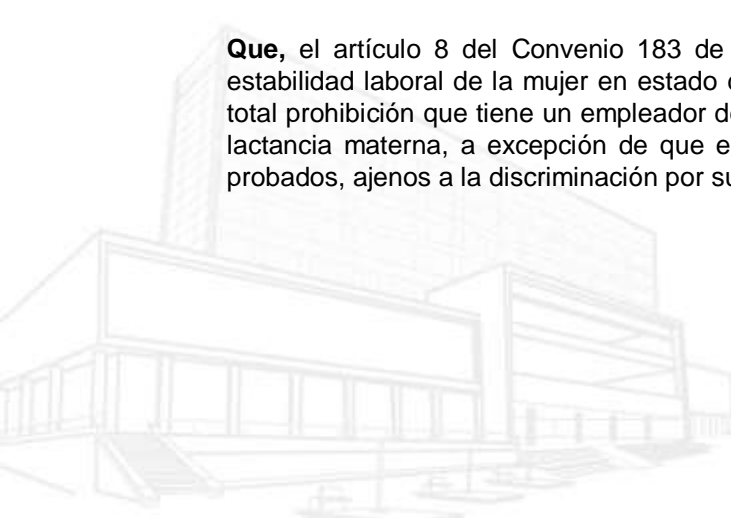 Que, el artículo 8 del Convenio 183 de
estabilidad laboral de la mujer en estado
total prohibición que tiene un empleador
lactancia materna, a excepción de que
probados, ajenos a la discriminación por